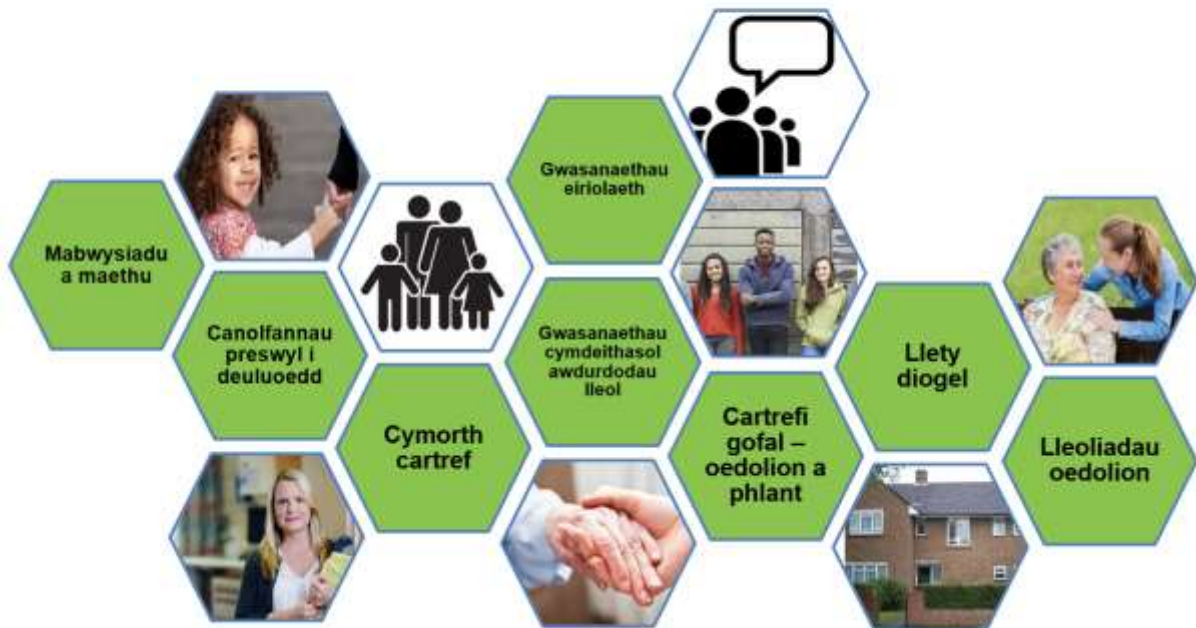 Mabwysiadu
a maethu
Canolfannau
preswyl i
deuluoedd
Cymorth
cartref
Gwasanaethau
eiriolaeth
Gwasanaethau
cymdeithasol
awdurdodau
lleol
Cartrefi
gofal –
oedolion a
phlant
Llety
diogel
Lleoliadau
oedolion